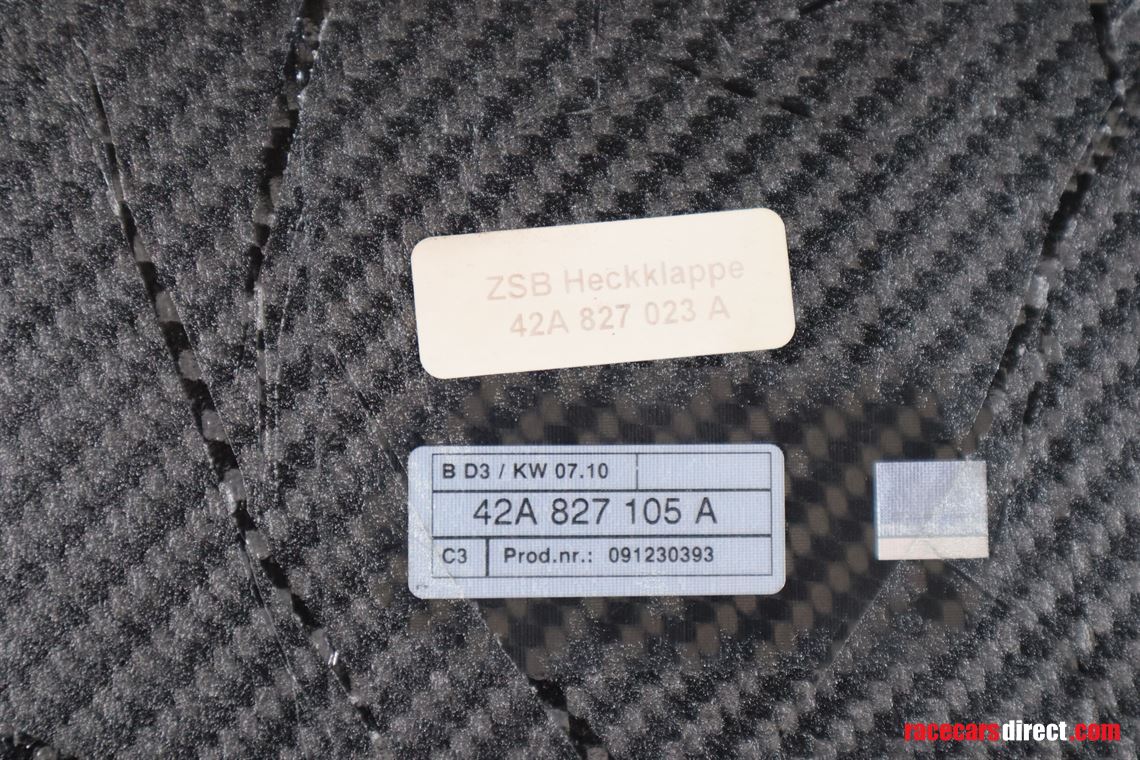 ZSB Heckklappe
42A 827 023 A
B D3 / KW 07.10
42A 827 105 A
C3 Prod.nr.: 091230393
racecarsdirect.com